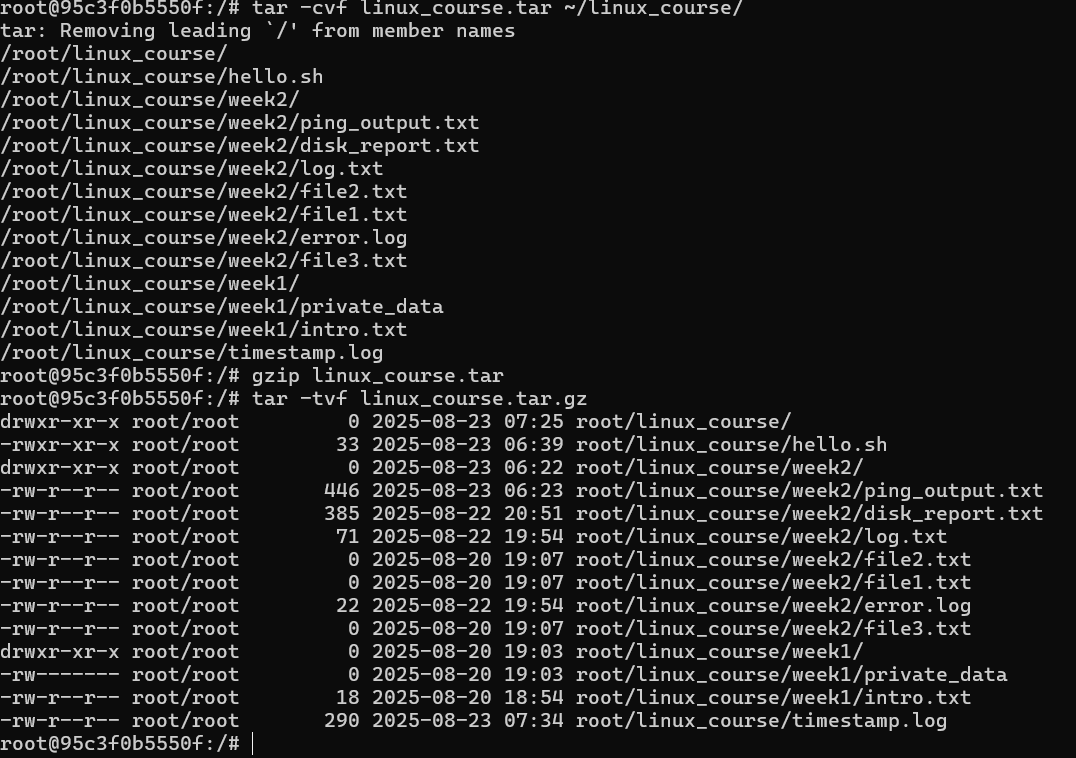 root@95c3f0b5550f:/# tar -cvf linux_course.tar ~/linux_course/
tar: Removing leading `/' from member names
/root/linux_course/
/root/linux_course/hello.sh
/root/linux_course/week2/
/root/linux_course/week2/ping_output.txt
/root/linux_course/week2/disk_report.txt
/root/linux_course/week2/log.txt
/root/linux_course/week2/file2.txt
/root/linux_course/week2/file1.txt
/root/linux_course/week2/error.log
/root/linux_course/week2/file3.txt
/root/linux_course/week1/
/root/linux_course/week1/private_data
/root/linux_course/week1/intro.txt
/root/linux_course/timestamp.log
root@95c3f0b5550f:/# gzip linux_course.tar
root@95c3f0b5550f:/# tar -tvf linux_course.tar.gz
drwxr-xr-x root/root         0 2025-08-23 07:25 root/linux_course/
-rwxr-xr-x root/root        33 2025-08-23 06:39 root/linux_course/hello.sh
drwxr-xr-x root/root         0 2025-08-23 06:22 root/linux_course/week2/
-rw-r--r-- root/root       446 2025-08-23 06:23 root/linux_course/week2/ping_output.txt
-rw-r--r-- root/root       385 2025-08-22 20:51 root/linux_course/week2/disk_report.txt
-rw-r--r-- root/root        71 2025-08-22 19:54 root/linux_course/week2/log.txt
-rw-r--r-- root/root         0 2025-08-20 19:07 root/linux_course/week2/file2.txt
-rw-r--r-- root/root         0 2025-08-20 19:07 root/linux_course/week2/file1.txt
-rw-r--r-- root/root        22 2025-08-22 19:54 root/linux_course/week2/error.log
-rw-r--r-- root/root         0 2025-08-20 19:07 root/linux_course/week2/file3.txt
drwxr-xr-x root/root         0 2025-08-20 19:03 root/linux_course/week1/
-rw------- root/root         0 2025-08-20 19:03 root/linux_course/week1/private_data
-rw-r--r-- root/root        18 2025-08-20 18:54 root/linux_course/week1/intro.txt
-rw-r--r-- root/root       290 2025-08-23 07:34 root/linux_course/timestamp.log
root@95c3f0b5550f:/#